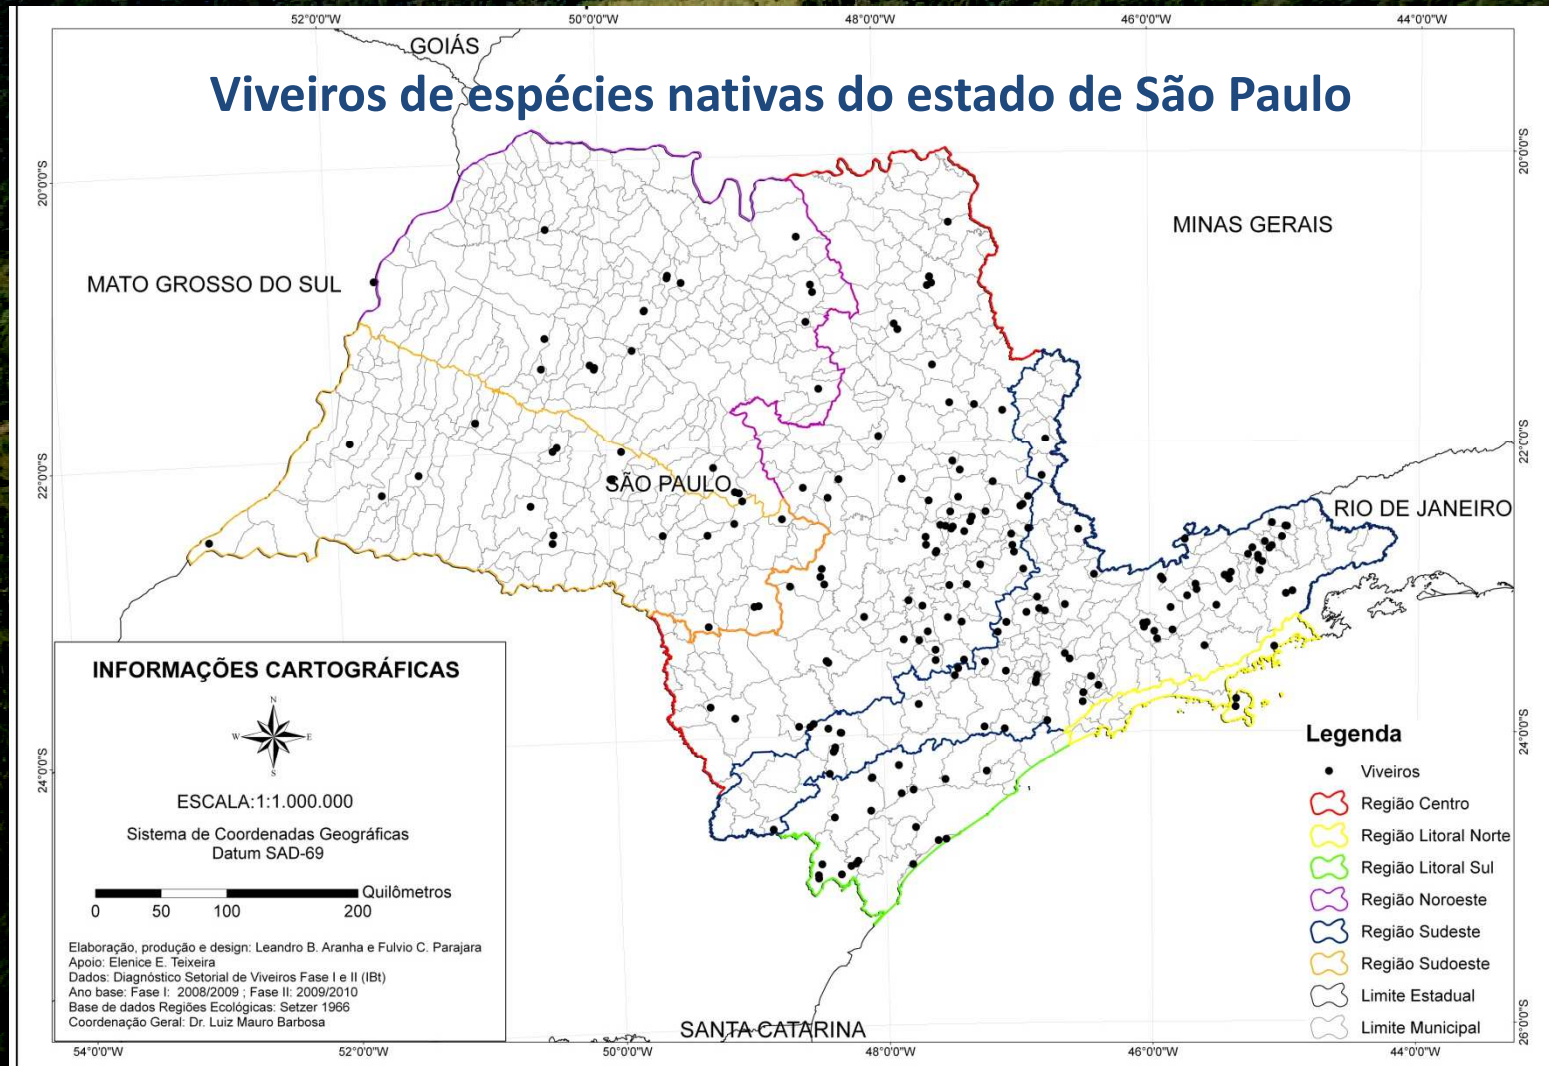 52°0'0"W
50°0'0"W
48°0'0"W
46°0'0"W
44°0'0"W
GOIÁS
Viveiros de espécies nativas do estado de São Paulo
20°0'0"S
20°0'0"S
MINAS GERAIS
MATO GROSSO DO SUL
22°0'0"S
22°0'0"S
SÃO PAULO
RIO DE JANEIRO
24°0'0"S
24°0'0"S
INFORMAÇÕES CARTOGRÁFICAS
N
W
E
S
ESCALA:1:1.000.000
Sistema de Coordenadas Geográficas
Datum SAD-69
Quilômetros
0 50 100 200
Elaboração, produção e design: Leandro B. Aranha e Fulvio C. Parajara
Apoio: Elenice E. Teixeira
Dados: Diagnóstico Setorial de Viveiros Fase I e II (IBt)
Ano base: Fase I: 2008/2009 ; Fase II: 2009/2010
Base de dados Regiões Ecológicas: Setzer 1966
Coordenação Geral: Dr. Luiz Mauro Barbosa
Legenda
Viveiros
Região Centro
Região Litoral Norte
Região Litoral Sul
Região Noroeste
Região Sudeste
Região Sudoeste
Limite Estadual
Limite Municipal
SANTA CATARINA
26°0'0"S
54°0'0"W
52°0'0"W
50°0'0"W
48°0'0"W
46°0'0"W
44°0'0"W